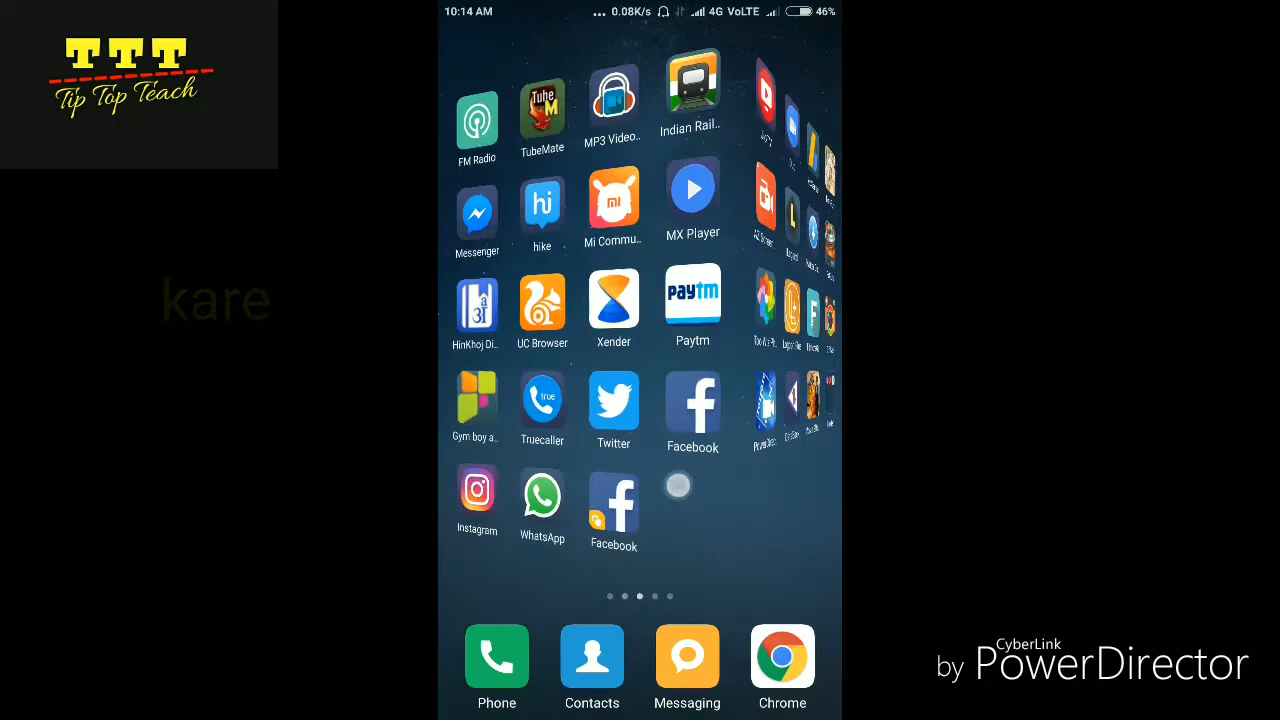 10:14 AM
... 0.08K/s 4G VoLTE 46%
TTT
Tip Top Teach
kare
FM Radio
TubeMate
MP3 Video..
Indian Rail..
Messenger
hike
Mi Commu..
MX Player
HinKhoj Di..
UC Browser
Xender
Paytm
Gym boy a..
Truecaller
Twitter
Facebook
Instagram
WhatsApp
Facebook
Phone
Contacts
Messaging
Chrome
CyberLink
by PowerDirector